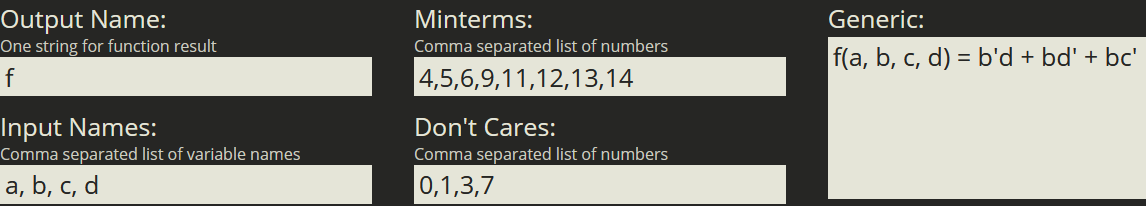 Output Name:
One string for function result
f
Input Names:
Comma separated list of variable names
a, b, c, d
Minterms:
Comma separated list of numbers
4,5,6,9,11,12,13,14
Don't Cares:
Comma separated list of numbers
0,1,3,7
Generic:
f(a, b, c, d) = b'd + bd' + bc'